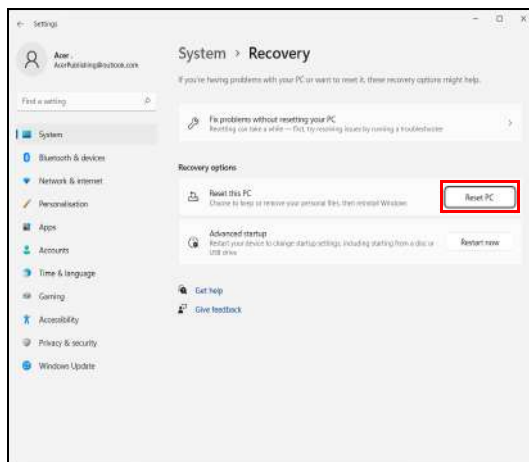 Settings
Acer .
AcerPublishing@outlook.com
Find a setting
System
Bluetooth & devices
Network & internet
Personalisation
Apps
Accounts
Time & language
Gaming
Accessibility
Privacy & security
Windows Update
System > Recovery
If you're having problems with your PC or want to reset it, these recovery options might help.
Fix problems without resetting your PC
Resetting can take a while — first, try resolving issues by running a troubleshooter
Recovery options
Reset this PC
Choose to keep or remove your personal files, then reinstall Windows
Reset PC
Advanced startup
Restart your device to change startup settings, including starting from a disc or
USB drive
Restart now
Get help
Give feedback